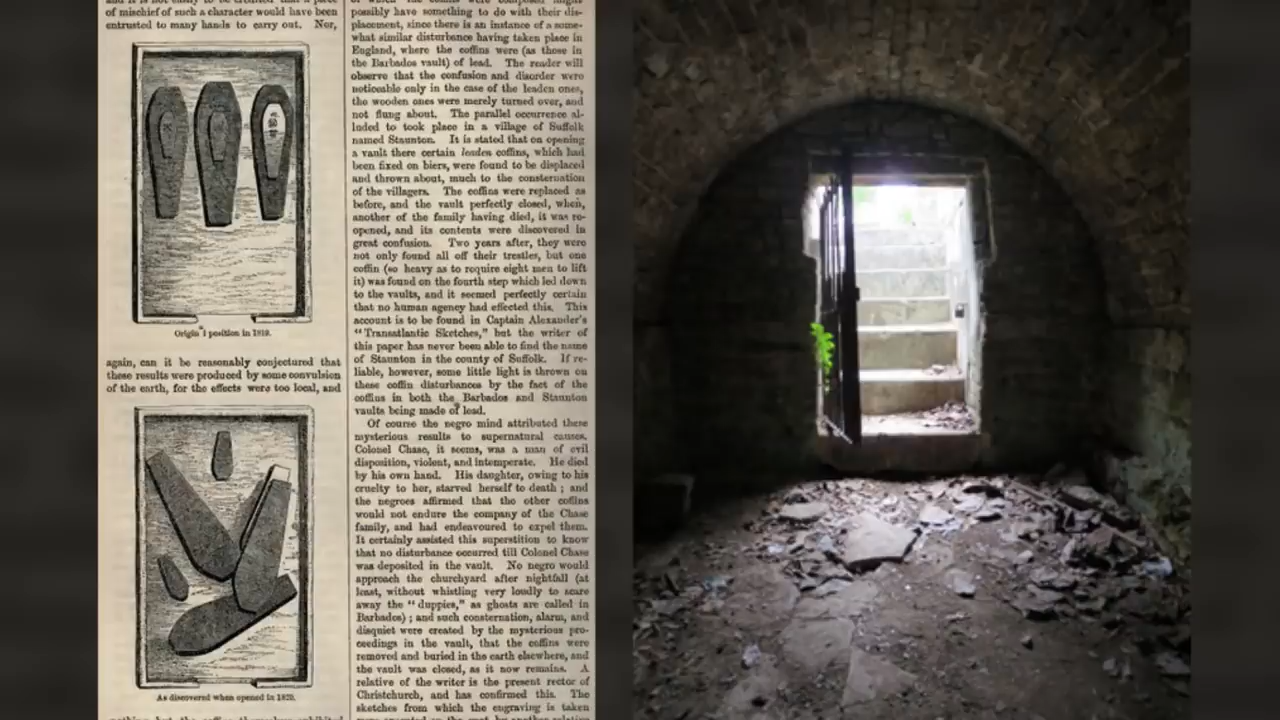 of mischief of such a character would have been
entrusted to many hands to carry out. Nor,
Origin l position in 1819.
again, can it be reasonably conjectured that
these results were produced by some convulsion
of the earth, for the effects were too local, and
As discovered when opened in 1820.
possibly have something to do with their dis-
placement, since there is an instance of a some-
what similar disturbance having taken place in
England, where the coffins were (as those in
the Barbados vault) of lead. The reader will
observe that the confusion and disorder were
noticeable only in the case of the leaden ones,
the wooden ones were merely turned over, and
not flung about. The parallel occurrence al-
luded to took place in a village of Suffolk
named Staunton. It is stated that on opening
a vault there certain leaden coffins, which had
been fixed on biers, were found to be displaced
and thrown about, much to the consternation
of the villagers. The coffins were replaced as
before, and the vault perfectly closed, when,
another of the family having died, it was re-
opened, and its contents were discovered in
great confusion. Two years after, they were
not only found all off their trestles, but one
coffin (so heavy as to require eight men to lift
it) was found on the fourth step which led down
to the vaults, and it seemed perfectly certain
that no human agency had effected this. This
account is to be found in Captain Alexander's
"Transatlantic Sketches," but the writer of
this paper has never been able to find the name
of Staunton in the county of Suffolk. If re-
liable, however, some little light is thrown on
these coffin disturbances by the fact of the
coffins in both the Barbados and Staunton
vaults being made of lead.
Of course the negro mind attributed these
mysterious results to supernatural causes.
Colonel Chase, it seems, was a man of evil
disposition, violent, and intemperate. He died
by his own hand. His daughter, owing to his
cruelty to her, starved herself to death; and
the negroes affirmed that the other coffins
would not endure the company of the Chase
family, and had endeavoured to expel them.
It certainly assisted this superstition to know
that no disturbance occurred till Colonel Chase
was deposited in the vault. No negro would
approach the churchyard after nightfall (at
least, without whistling very loudly to scare
away the "duppies," as ghosts are called in
Barbados); and such consternation, alarm, and
disquiet were created by the mysterious pro-
ceedings in the vault, that the coffins were
removed and buried in the earth elsewhere, and
the vault was closed, as it now remains. A
relative of the writer is the present rector of
Christchurch, and has confirmed this. The
sketches from which the engraving is taken